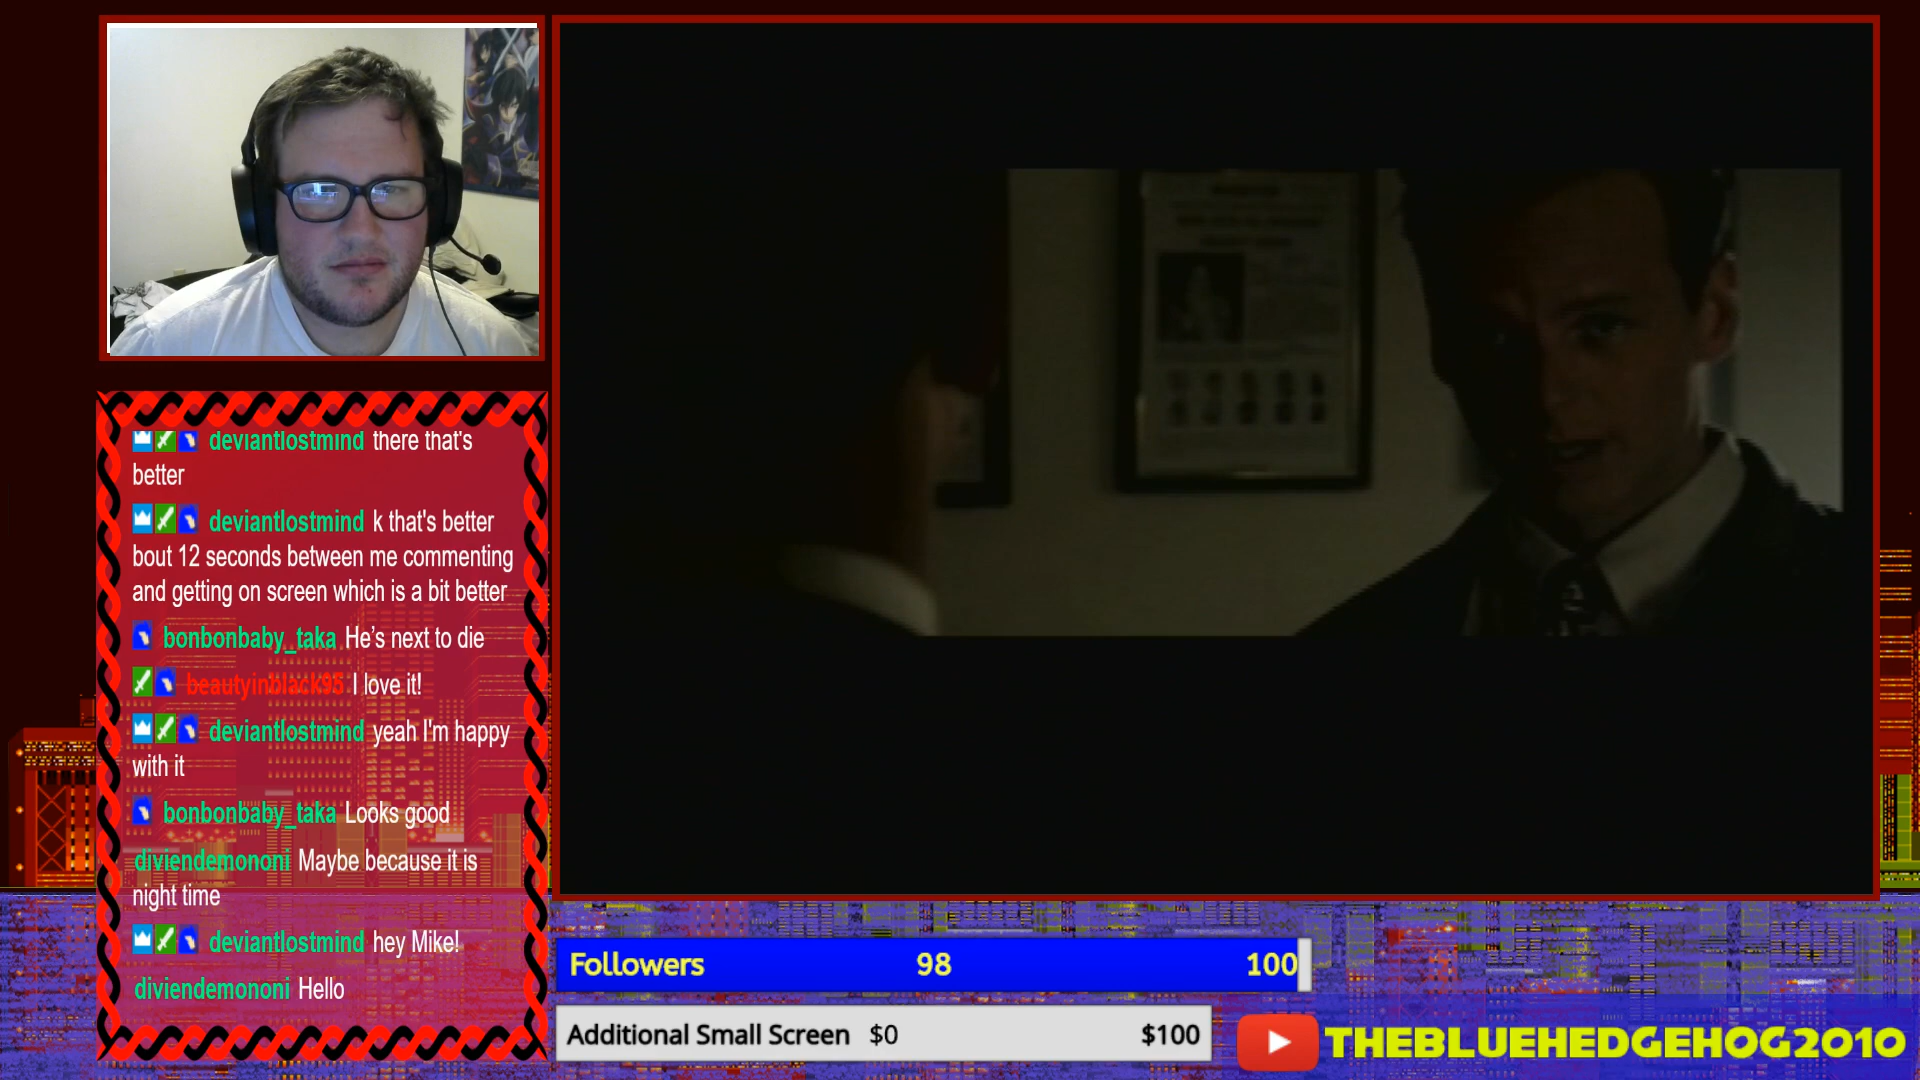 deviantlostmind there that's
better
deviantlostmind k that's better
bout 12 seconds between me commenting
and getting on screen which is a bit better
bonbonbaby_taka He’s next to die
beautyinblack95 I love it!
deviantlostmind yeah I'm happy
with it
bonbonbaby_taka Looks good
diviendemononi Maybe because it is
night time
deviantlostmind hey Mike!
diviendemononi Hello
Followers 98 100
Additional Small Screen $0 $100
THEBLUEHEDGEHOG2010